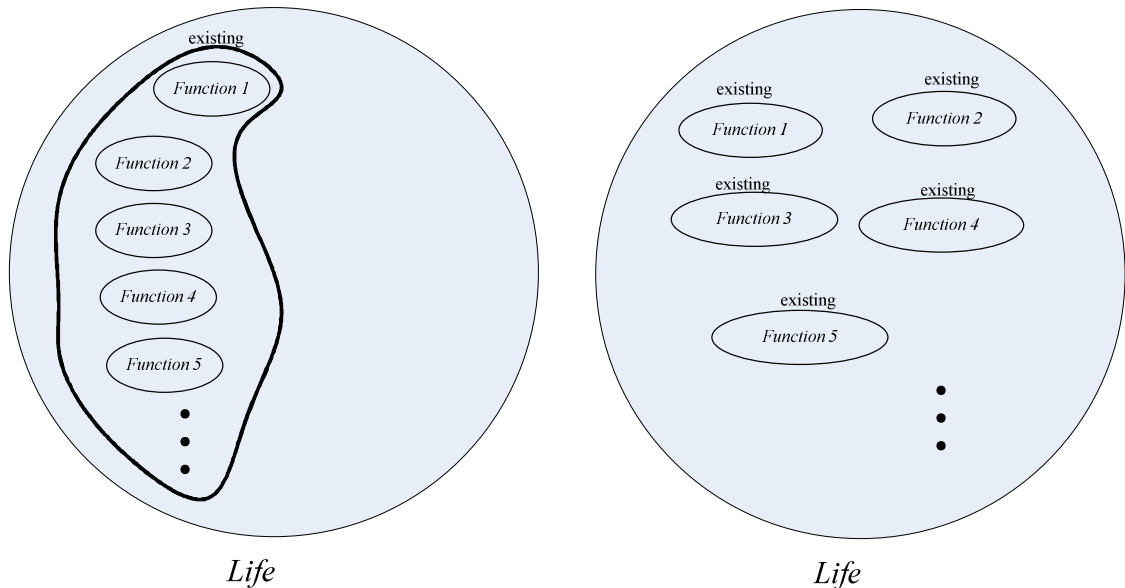 existing
Function 1
Function 2
Function 3
Function 4
Function 5
Life
existing
Function 1
existing
Function 2
existing
Function 3
existing
Function 4
existing
Function 5
Life